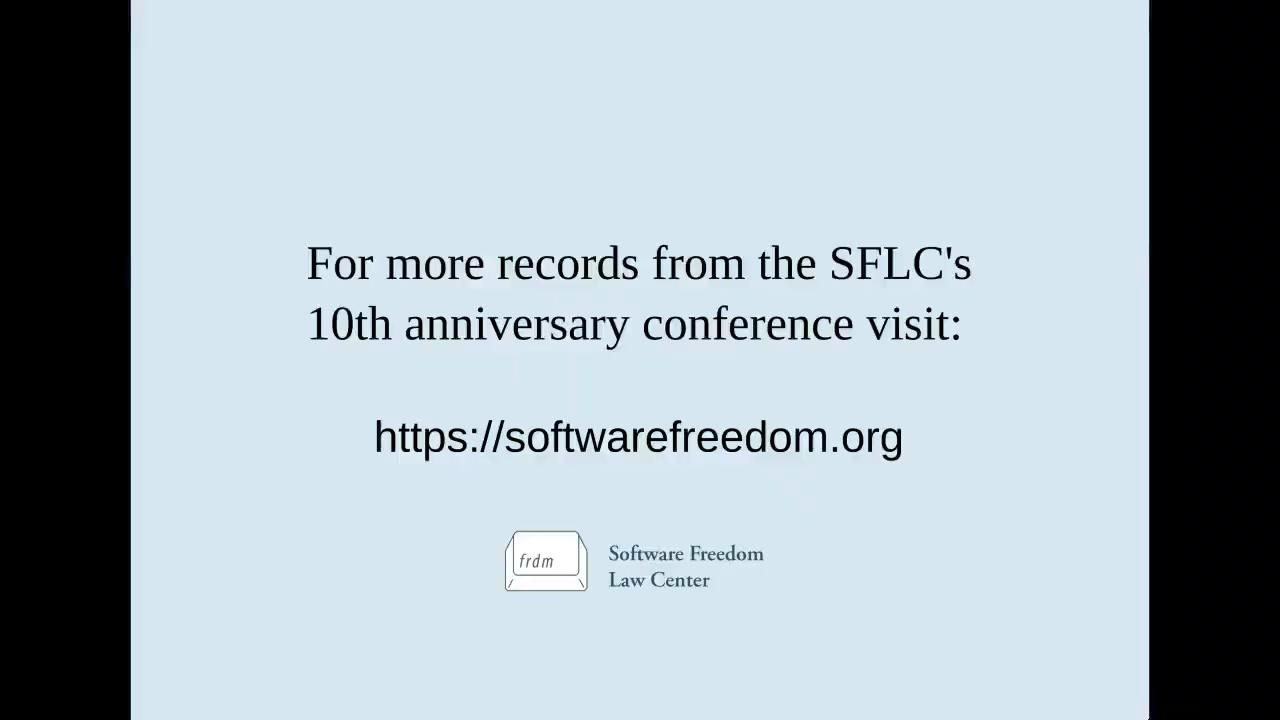 For more records from the SFLC's
10th anniversary conference visit:
https://softwarefreedom.org
frdm
Software Freedom
Law Center